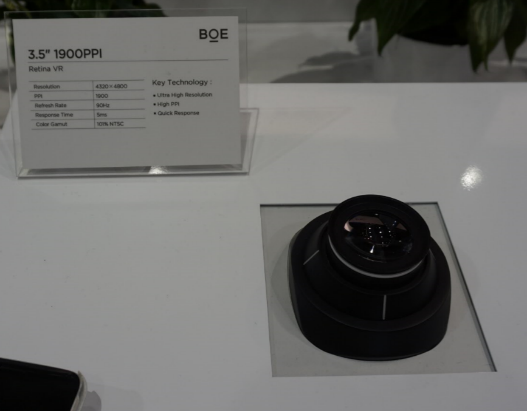 BOE
3.5" 1900PPI
Retina VR
Resolution 4320×4800
PPI 1900
Refresh Rate 90Hz
Response Time 5ms
Color Gamut 101% NTSC
Key Technology :
• Ultra High Resolution
• High PPI
• Quick Response